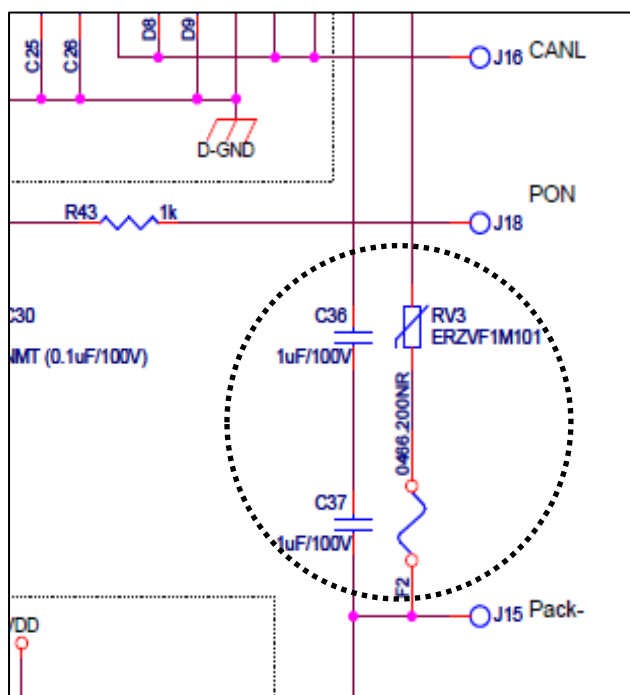 C25
C26
D8
D9
J16 CANL
D-GND
PON
R43 1k
J18
C30
NMT (0.1uF/100V)
C36
1uF/100V
RV3
ERZVF1M101
0466.200NR
C37
1uF/100V
F2
J15 Pack-
/DD